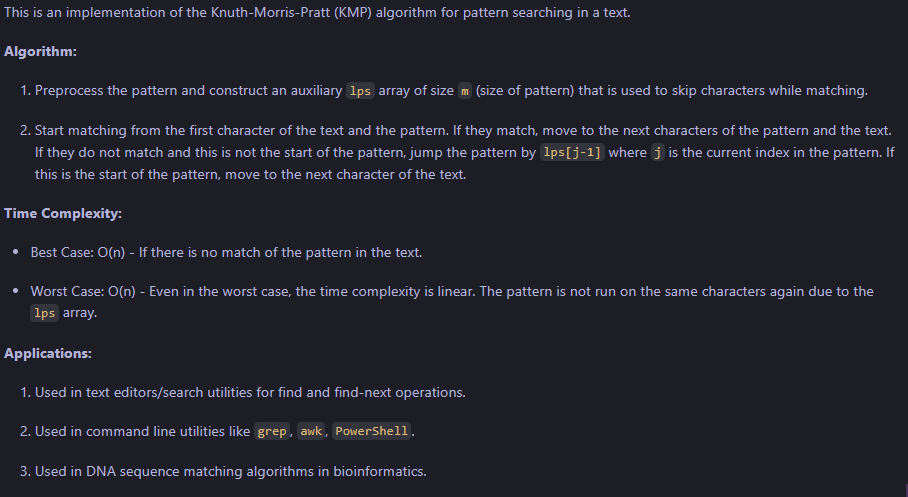 This is an implementation of the Knuth-Morris-Pratt (KMP) algorithm for pattern searching in a text.
Algorithm:
1. Preprocess the pattern and construct an auxiliary lps array of size m (size of pattern) that is used to skip characters while matching.
2. Start matching from the first character of the text and the pattern. If they match, move to the next characters of the pattern and the text.
If they do not match and this is not the start of the pattern, jump the pattern by lps[j-1] where j is the current index in the pattern. If
this is the start of the pattern, move to the next character of the text.
Time Complexity:
• Best Case: O(n) - If there is no match of the pattern in the text.
• Worst Case: O(n) - Even in the worst case, the time complexity is linear. The pattern is not run on the same characters again due to the
lps array.
Applications:
1. Used in text editors/search utilities for find and find-next operations.
2. Used in command line utilities like grep, awk, PowerShell.
3. Used in DNA sequence matching algorithms in bioinformatics.